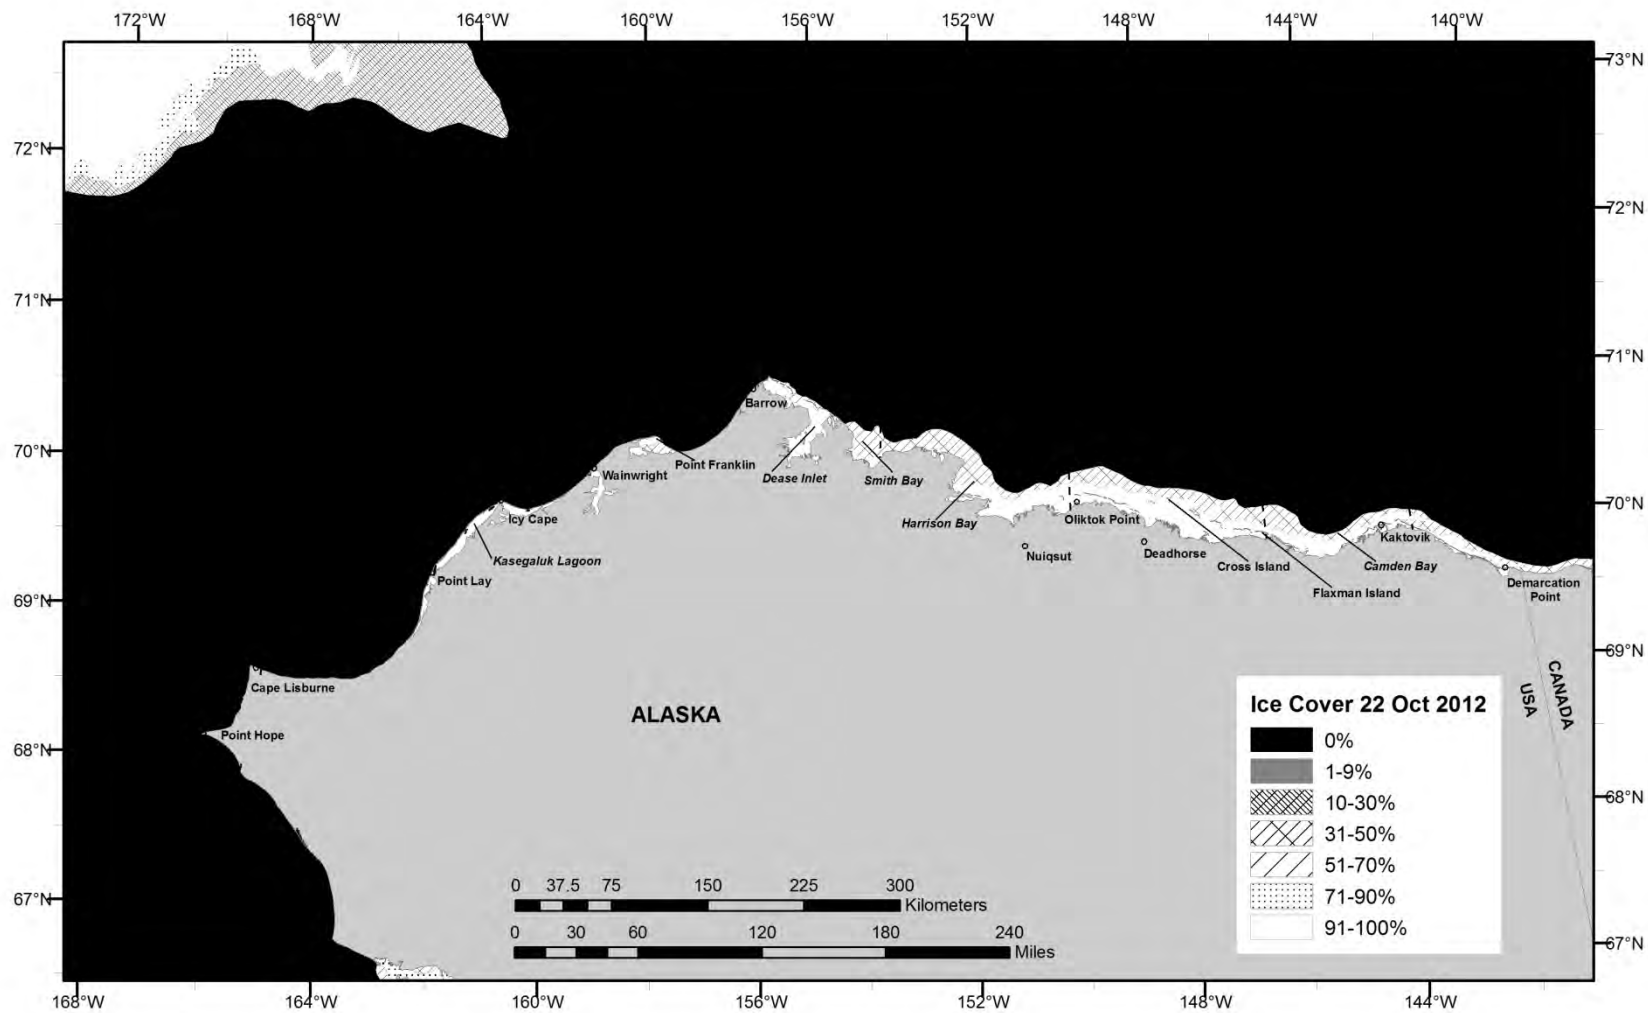 172°W 168°W 164°W 160°W 156°W 152°W 148°W 144°W 140°W
73°N
72°N
72°N
71°N
71°N
Barrow
70°N
Point Franklin
Wainwright
Dease Inlet
Smith Bay
70°N
Harrison Bay
Oliktok Point
Icy Cape
Kaktovik
Nuiqsut
Deadhorse
Kasegaluk Lagoon
Cross Island
Camden Bay
Point Lay
Demarcation
Point
Flaxman Island
69°N
69°N
Cape Lisburne
CANADA
USA
ALASKA
Point Hope
68°N
68°N
67°N
67°N
Ice Cover 22 Oct 2012
0%
1-9%
10-30%
31-50%
51-70%
71-90%
91-100%
0 37.5 75 150 225 300
Kilometers
0 30 60 120 180 240
Miles
168°W 164°W 160°W 156°W 152°W 148°W 144°W